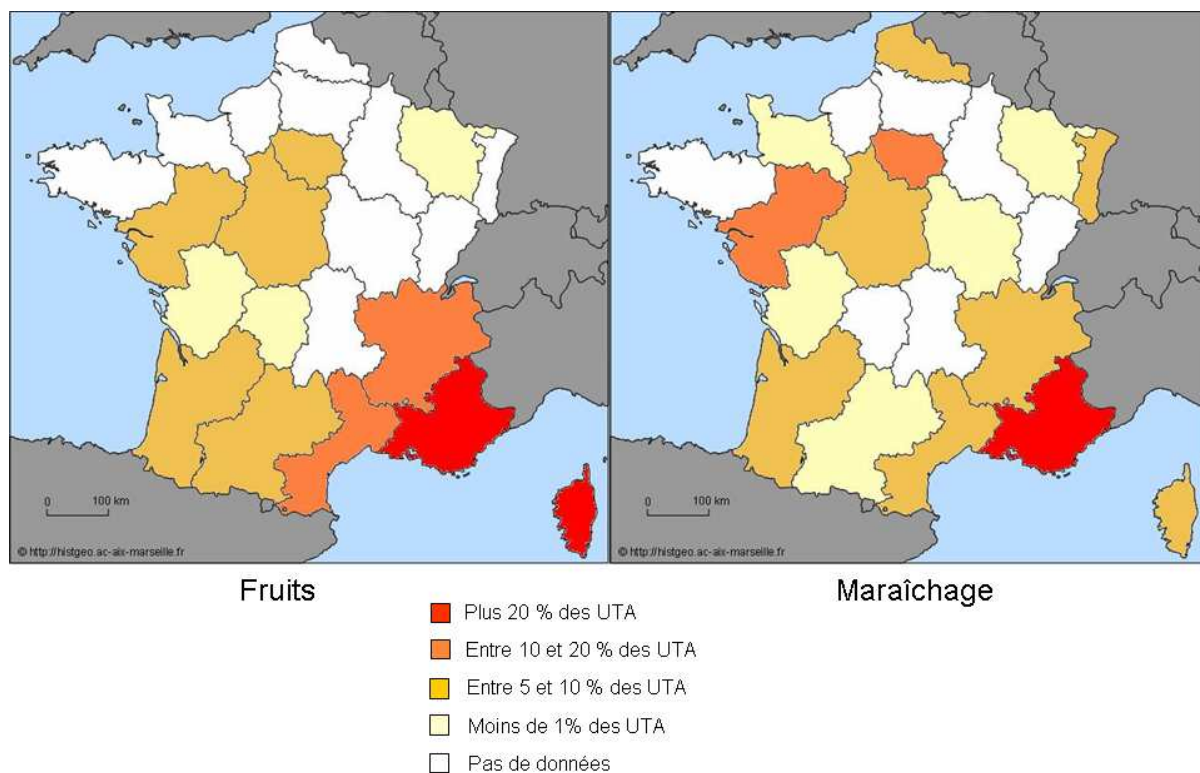 0 100 km
© http://histgeo.ac-aix-marseille.fr
0 100 km
© http://histgeo.ac-aix-marseille.fr
Fruits
Maraîchage
Plus 20 % des UTA
Entre 10 et 20 % des UTA
Entre 5 et 10 % des UTA
Moins de 1% des UTA
Pas de données